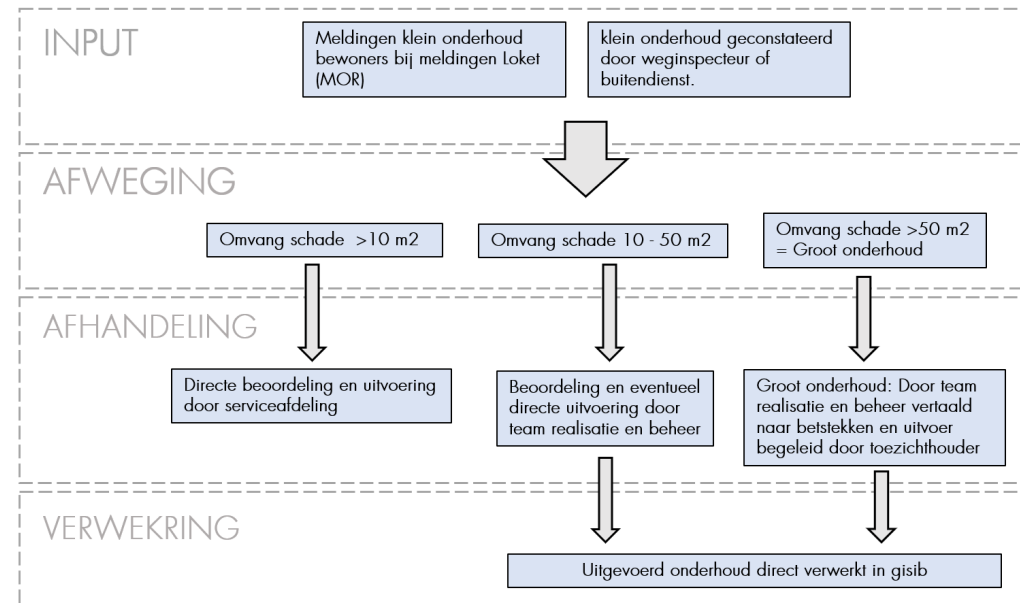 INPUT
Meldingen klein onderhoud
bewoners bij meldingen Loket
(MOR)
klein onderhoud geconstateerd
door weginspecteur of
buitendienst.
AFWEGING
Omvang schade >10 m2
Omvang schade 10 - 50 m2
Omvang schade >50 m2
= Groot onderhoud
AFHANDELING
Directe beoordeling en uitvoering
door serviceafdeling
Beoordeling en eventueel
directe uitvoering door
team realisatie en beheer
Groot onderhoud: Door team
realisatie en beheer vertaald
naar betstekken en uitvoer
begeleid door toezichthouder
VERWEKRING
Uitgevoerd onderhoud direct verwerkt in gisib